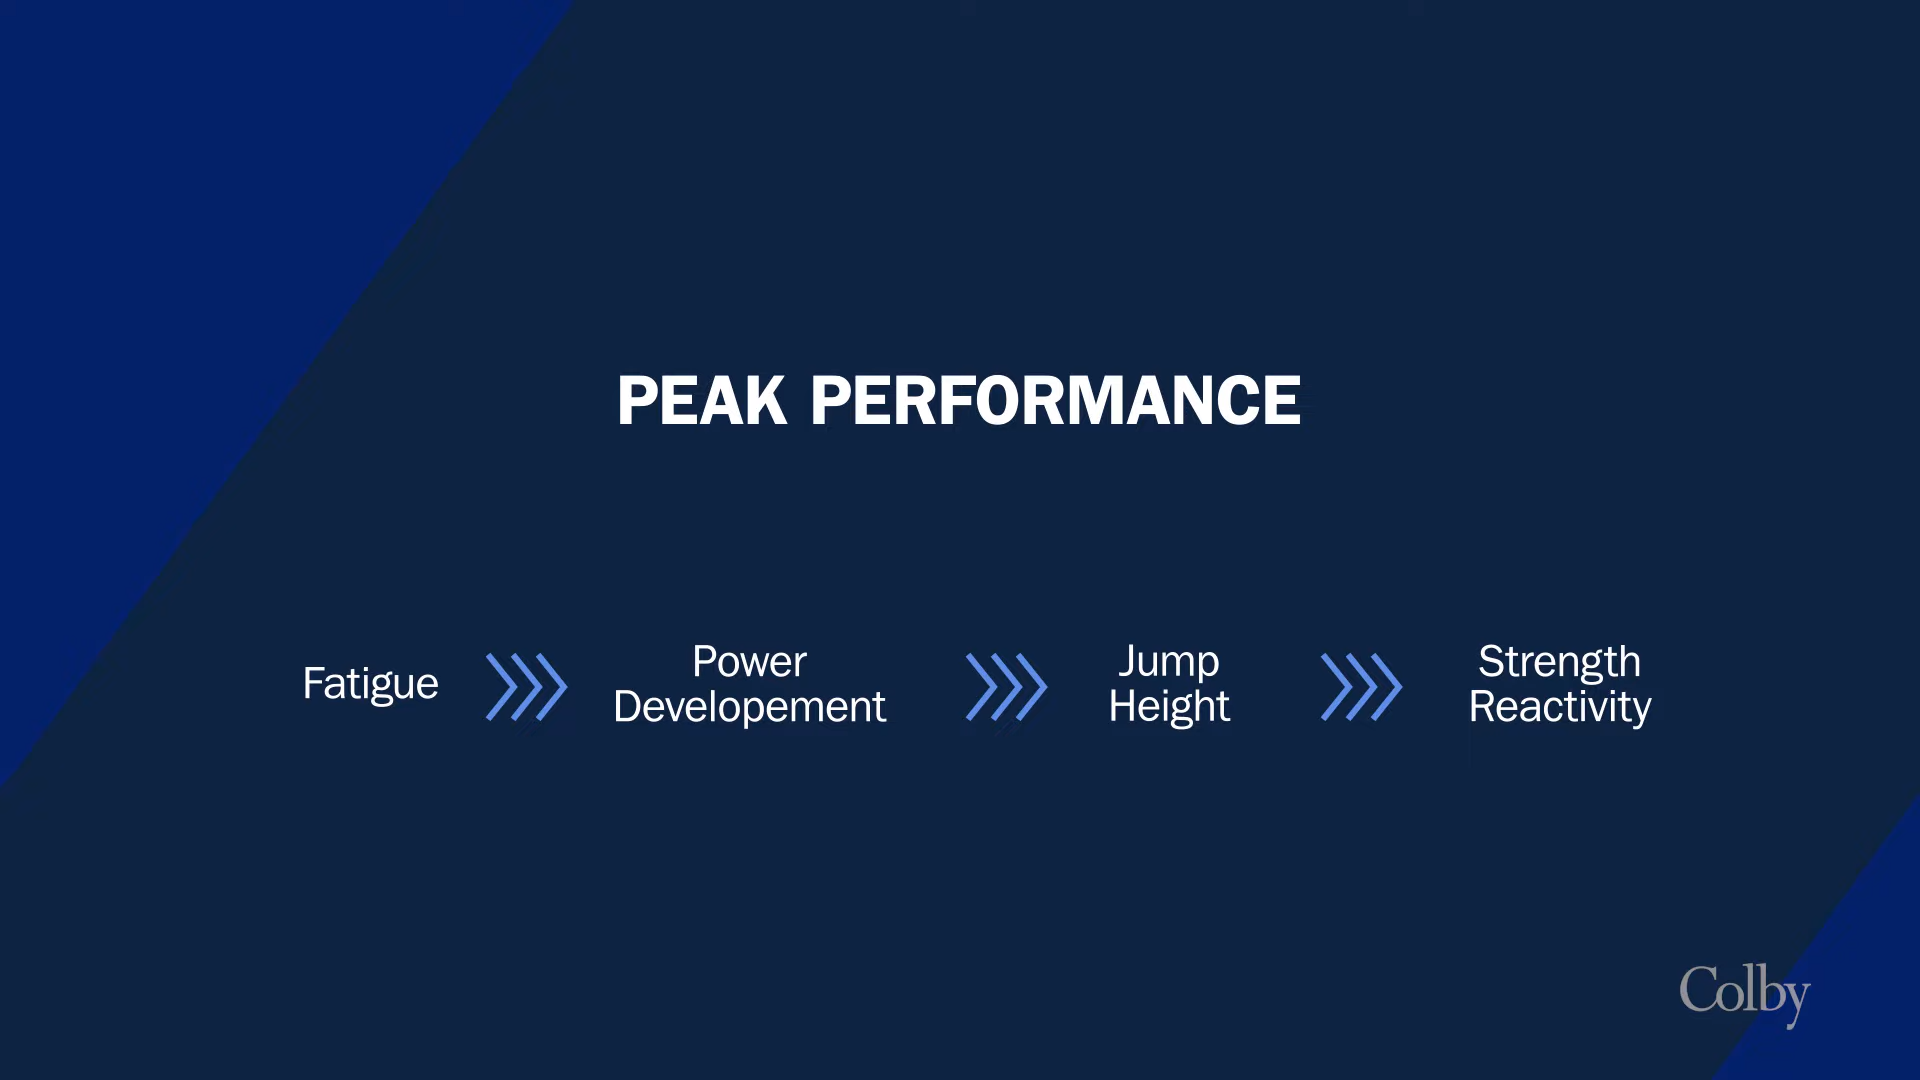 PEAK PERFORMANCE
Fatigue
Power
Developement
Jump
Height
Strength
Reactivity
Colby